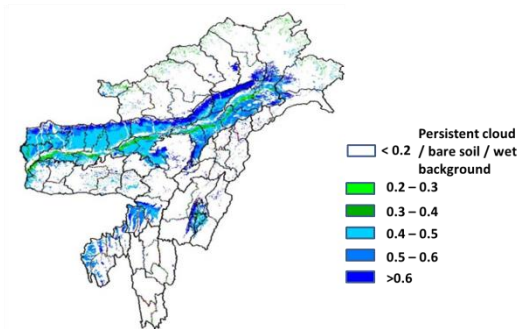 < 0.2 Persistent cloud
/ bare soil / wet
background
0.2 – 0.3
0.3 – 0.4
0.4 – 0.5
0.5 – 0.6
>0.6